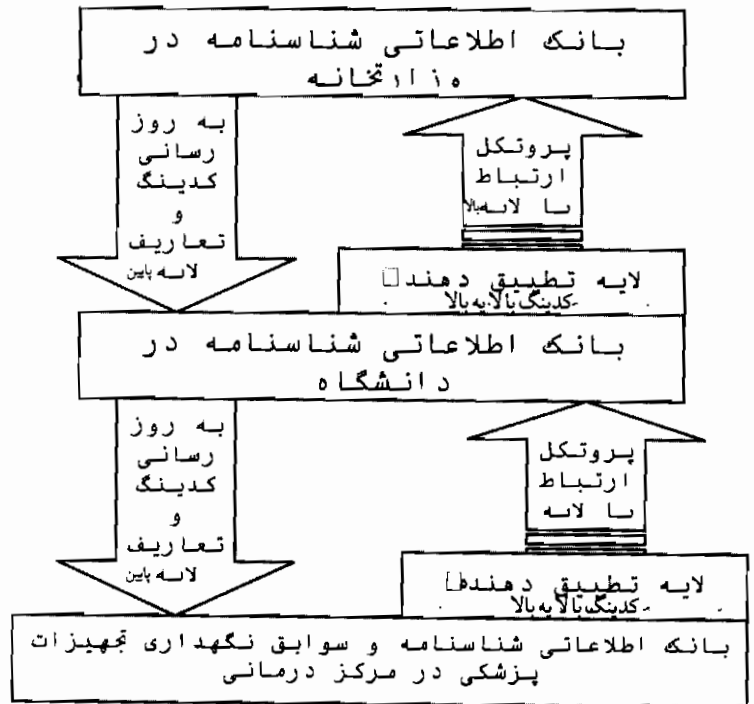 بانک اطلاعاتی شناسنامه در
وزارتخانه
به روز
رسانی
کدینگ
و
تعاریف
لایه پایین
پروتکل
ارتباط
با لایه بالا
لایه تطبیق دهنده
کدینگ با لایه بالا
بانک اطلاعاتی شناسنامه در
دانشگاه
به روز
رسانی
کدینگ
و
تعاریف
لایه پایین
پروتکل
ارتباط
با لایه
لایه تطبیق دهنده
کدینگ با لایه بالا
بانک اطلاعاتی شناسنامه و سوابق نگهداری تجهیزات
پزشکی در مرکز درمانی